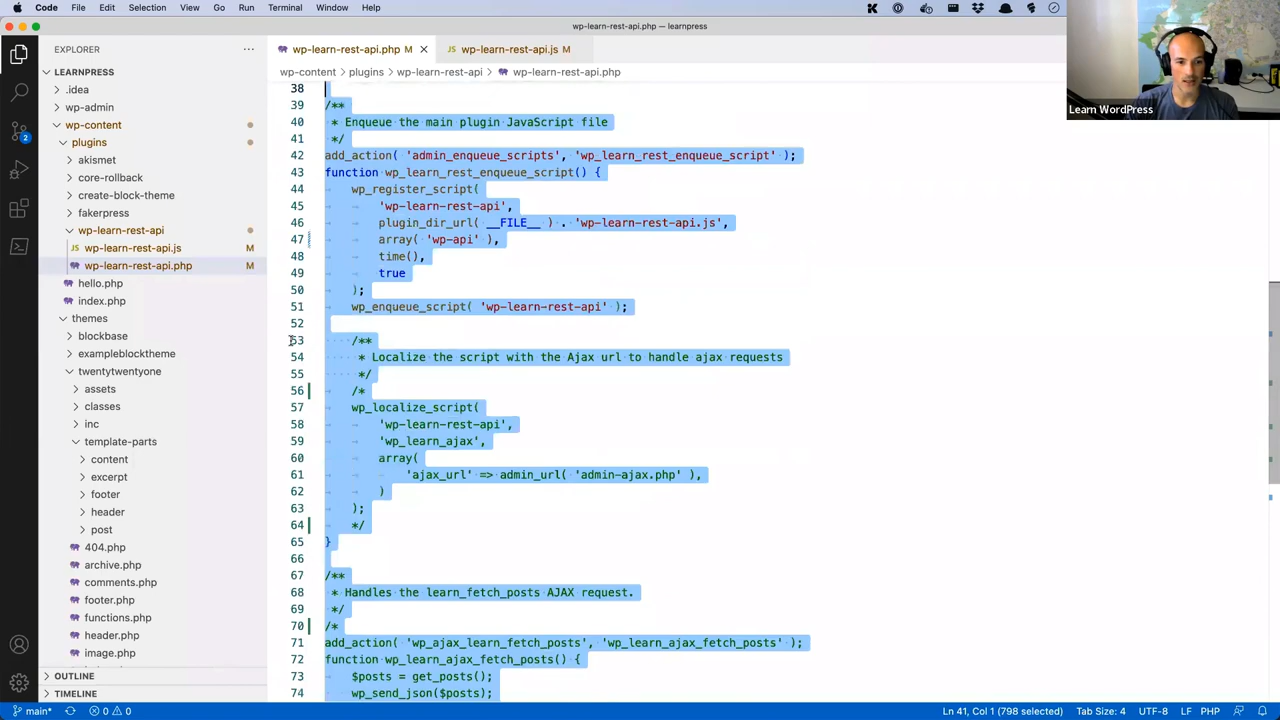 Code File Edit Selection View Go Run Terminal Window Help
wp-learn-rest-api.php — learnpress
EXPLORER
LEARNPRESS
.idea
wp-admin
wp-content
plugins
akismet
core-rollback
create-block-theme
fakerpress
wp-learn-rest-api
wp-learn-rest-api.js M
wp-learn-rest-api.php M
hello.php
index.php
themes
blockbase
exampleblocktheme
twentytwentyone
assets
classes
inc
template-parts
content
excerpt
footer
header
post
404.php
archive.php
comments.php
footer.php
functions.php
header.php
image.php
OUTLINE
TIMELINE
2
wp-learn-rest-api.php M
wp-learn-rest-api.js M
wp-content > plugins > wp-learn-rest-api > wp-learn-rest-api.php
38
39 /**
40 * Enqueue the main plugin JavaScript file
41 */
42 add_action( 'admin_enqueue_scripts', 'wp_learn_rest_enqueue_script' );
43 function wp_learn_rest_enqueue_script() {
44 wp_register_script(
45 'wp-learn-rest-api',
46 plugin_dir_url( __FILE__ ) . 'wp-learn-rest-api.js',
47 array( 'wp-api' ),
48 time(),
49 true
50 );
51 wp_enqueue_script( 'wp-learn-rest-api' );
52
53 /**
54 * Localize the script with the Ajax url to handle ajax requests
55 */
56 /*
57 wp_localize_script(
58 'wp-learn-rest-api',
59 'wp_learn_ajax',
60 array(
61 'ajax_url' => admin_url( 'admin-ajax.php' ),
62 )
63 );
64 */
65 }
66
67 /**
68 * Handles the learn_fetch_posts AJAX request.
69 */
70 /*
71 add_action( 'wp_ajax_learn_fetch_posts', 'wp_learn_ajax_fetch_posts' );
72 function wp_learn_ajax_fetch_posts() {
73 $posts = get_posts();
74 wp_send_json($posts);
Learn WordPress
main* 0 0 Ln 41, Col 1 (798 selected) Tab Size: 4 UTF-8 LF PHP